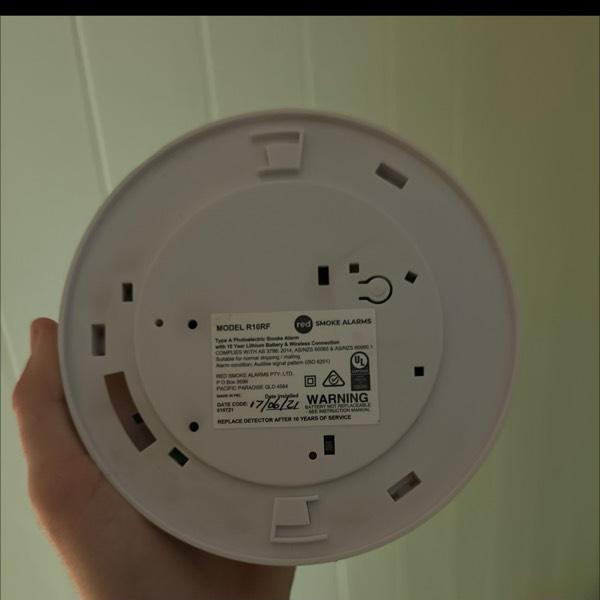 MODEL R10RF
red SMOKE ALARMS
Type A Photoelectric Smoke Alarm
with 10 Year Lithium Battery & Wireless Connection
COMPLIES WITH AS 3786: 2014, AS/NZS 60065 & AS/NZS 60950.1
Suitable for normal shipping / mailing
Alarm condition: Audible signal pattern (ISO 8201)
RED SMOKE ALARMS PTY. LTD.
P O Box 9098
PACIFIC PARADISE QLD 4564
MADE IN PRC.
Date installed
DATE CODE: 17/06/21
UL
WARNING
BATTERY NOT REPLACEABLE
- SEE INSTRUCTION MANUAL
REPLACE DETECTOR AFTER 10 YEARS OF SERVICE